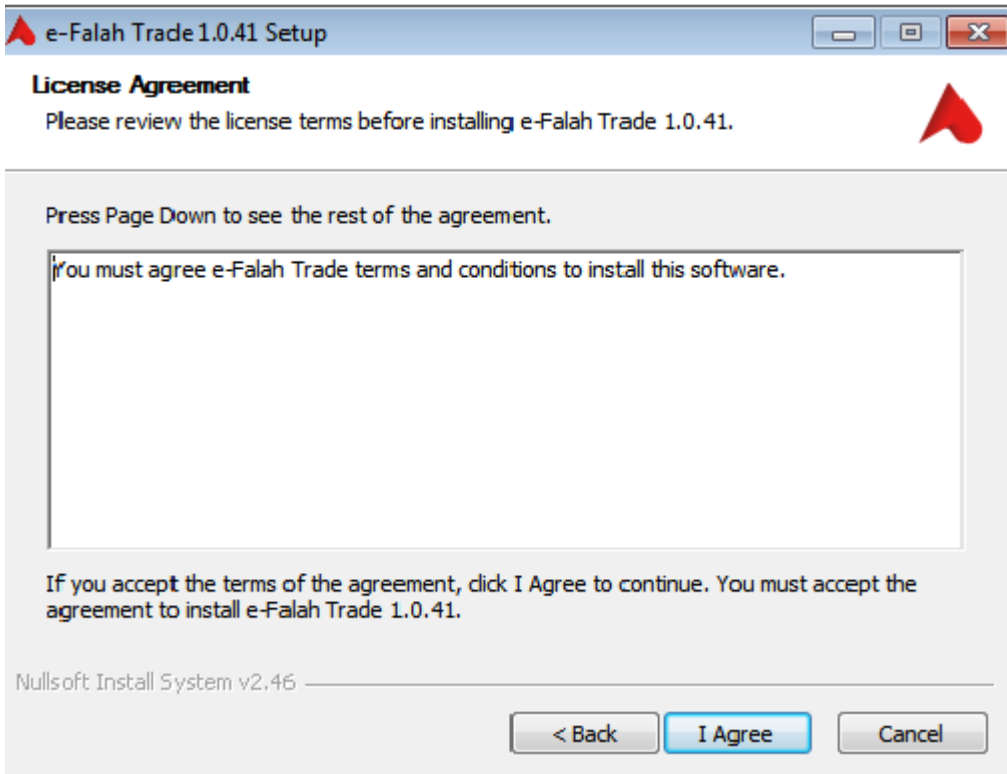 e-Falah Trade 1.0.41 Setup
License Agreement
Please review the license terms before installing e-Falah Trade 1.0.41.
Press Page Down to see the rest of the agreement.
You must agree e-Falah Trade terms and conditions to install this software.
If you accept the terms of the agreement, click I Agree to continue. You must accept the
agreement to install e-Falah Trade 1.0.41.
Nullsoft Install System v2.46
< Back
I Agree
Cancel